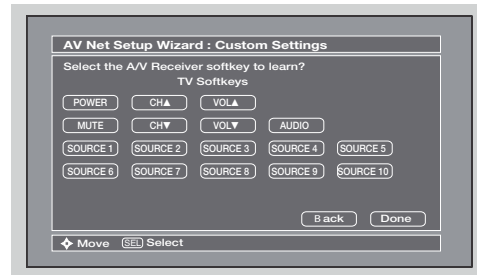 AV Net Setup Wizard : Custom Settings
Select the A/V Receiver softkey to learn?
TV Softkeys
POWER CH▲ VOL▲
MUTE CH▼ VOL▼ AUDIO
SOURCE 1 SOURCE 2 SOURCE 3 SOURCE 4 SOURCE 5
SOURCE 6 SOURCE 7 SOURCE 8 SOURCE 9 SOURCE 10
Back Done
Move SEL Select